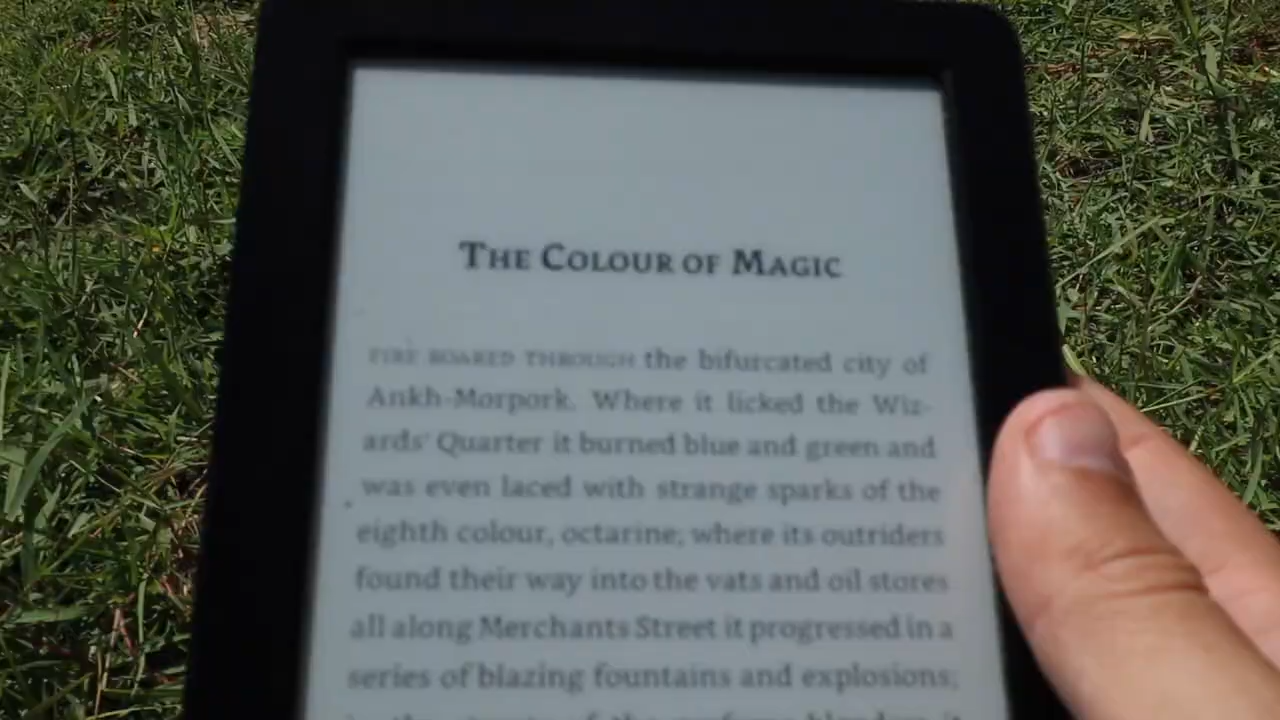 THE COLOUR OF MAGIC
FIRE ROARED THROUGH the bifurcated city of
Ankh-Morpork. Where it licked the Wiz-
ards' Quarter it burned blue and green and
was even laced with strange sparks of the
eighth colour, octarine; where its outriders
found their way into the vats and oil stores
all along Merchants Street it progressed in a
series of blazing fountains and explosions;